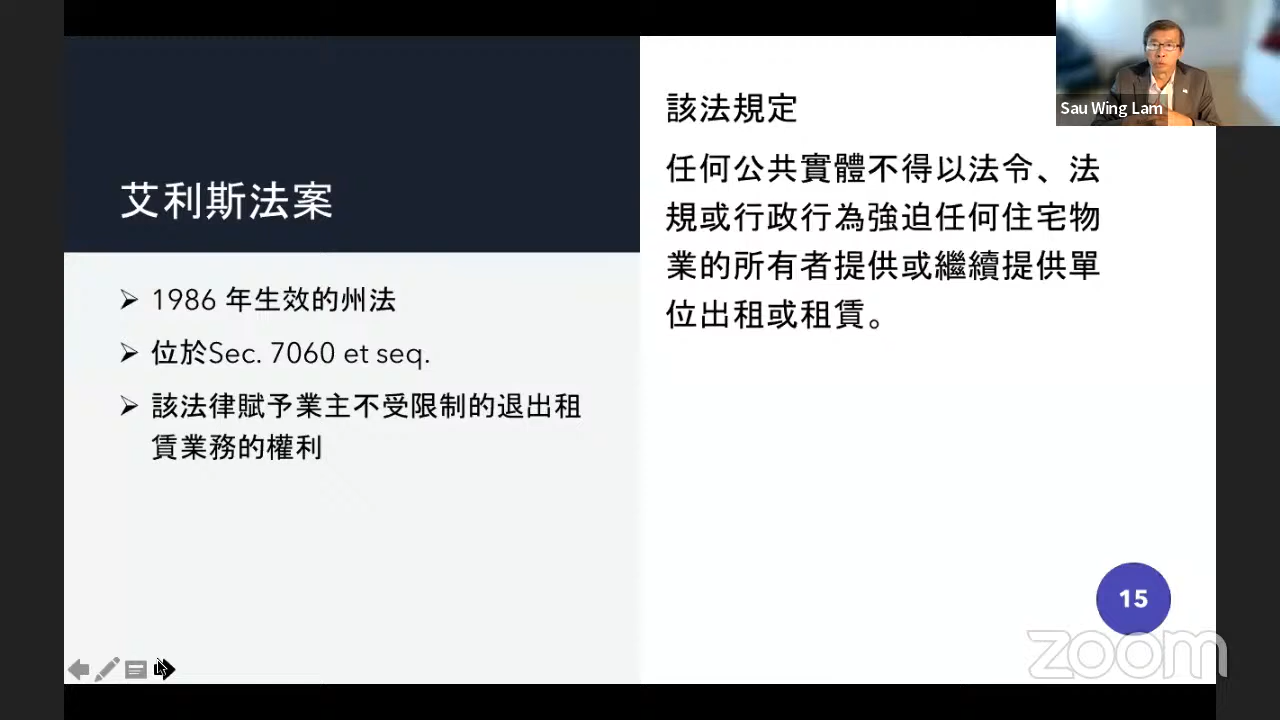 艾利斯法案
➢ 1986 年生效的州法
➢ 位於Sec. 7060 et seq.
➢ 該法律賦予業主不受限制的退出租
賃業務的權利
該法規定
任何公共實體不得以法令、法
規或行政行為強迫任何住宅物
業的所有者提供或繼續提供單
位出租或租賃。
Sau Wing Lam
15
zoom